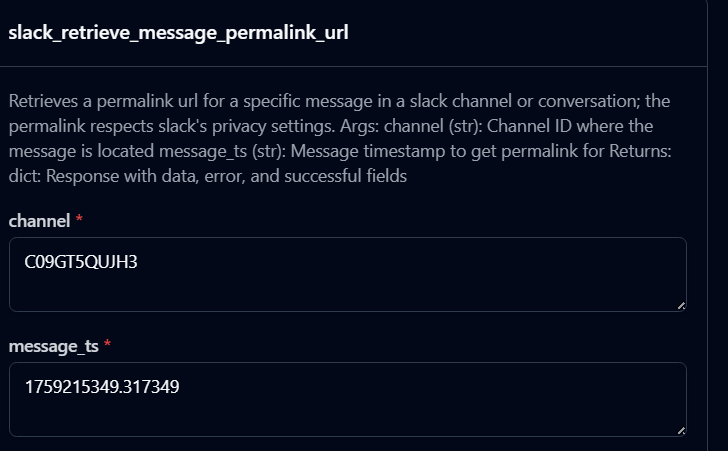 slack_retrieve_message_permalink_url
Retrieves a permalink url for a specific message in a slack channel or conversation; the
permalink respects slack's privacy settings. Args: channel (str): Channel ID where the
message is located message_ts (str): Message timestamp to get permalink for Returns:
dict: Response with data, error, and successful fields
channel *
C09GT5QUJH3
message_ts *
1759215349.317349